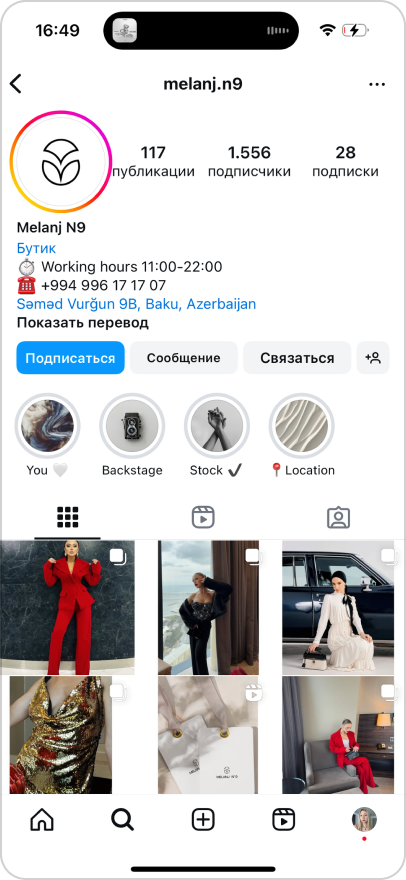 16:49
melanj.n9
117
1.556
28
публикации
подписчики
подписки
Melanj N9
Бутик
Working hours 11:00-22:00
+994 996 17 17 07
Səməd Vurğun 9B, Baku, Azerbaijan
Показать перевод
Подписаться
Сообщение
Связаться
You
Backstage
Stock
Location